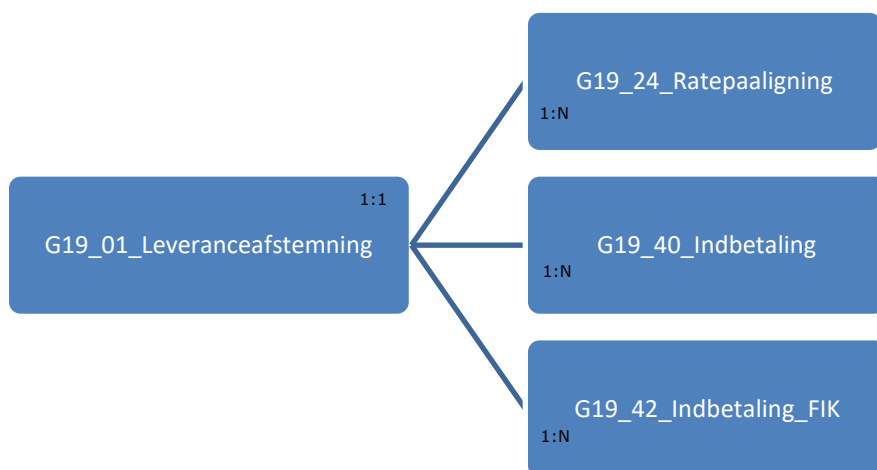 G19_24_Ratepaaligning
1:N
1:1
G19_01_Leveranceafstemning
G19_40_Indbetaling
1:N
G19_42_Indbetaling_FIK
1:N